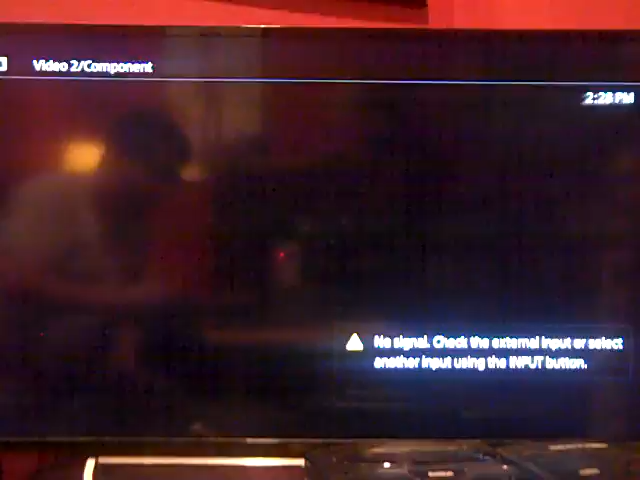 Video 2/Component
2:28 PM
No signal. Check the external input or select
another input using the INPUT button.